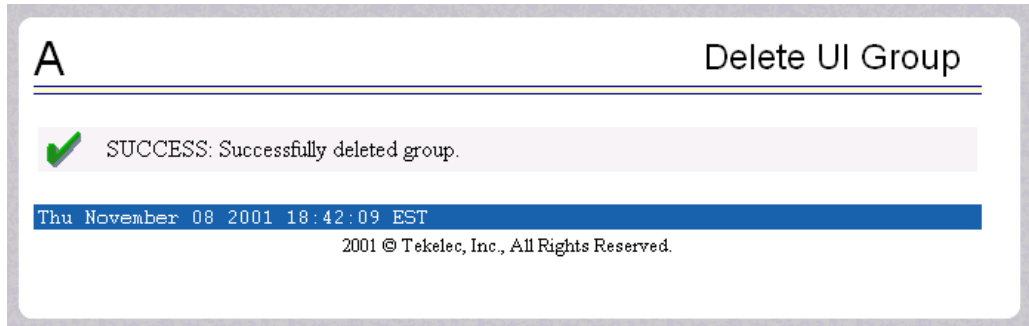 A
Delete UI Group
SUCCESS: Successfully deleted group.
Thu November 08 2001 18:42:09 EST
2001 © Tekelec, Inc., All Rights Reserved.